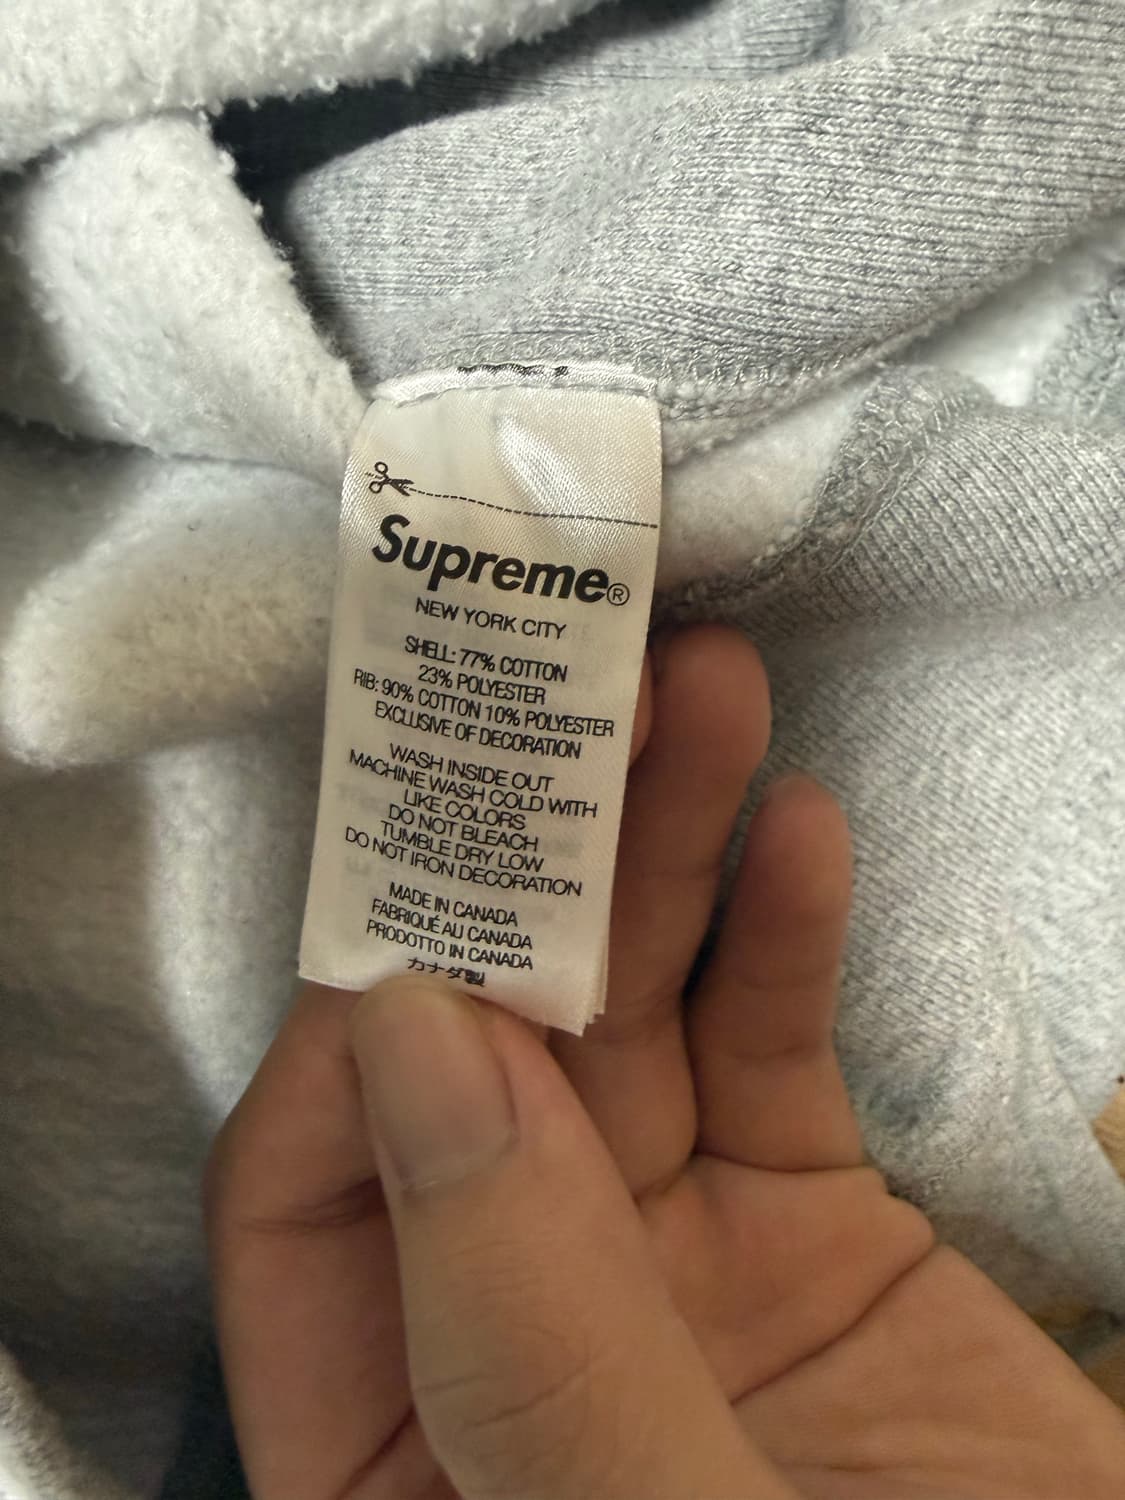 Supreme®
NEW YORK CITY
SHELL: 77% COTTON
23% POLYESTER
RIB: 90% COTTON 10% POLYESTER
EXCLUSIVE OF DECORATION
WASH INSIDE OUT
MACHINE WASH COLD WITH
LIKE COLORS
DO NOT BLEACH
TUMBLE DRY LOW
DO NOT IRON DECORATION
MADE IN CANADA
FABRIQUÉ AU CANADA
PRODOTTO IN CANADA
カナダ製